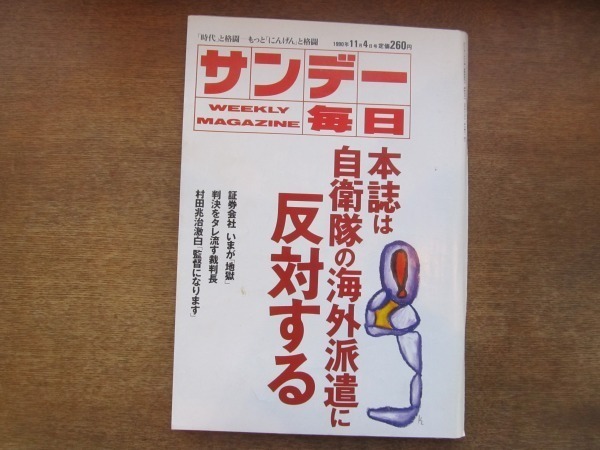 「時代」と格闘 もっと「にんげん」と格闘
1990年11月4日号 定価260円
サンデー
WEEKLY
MAGAZINE
毎日
本誌は
自衛隊の海外派遣に
反対する
証券会社 いまが「地獄」
判決をタレ流す裁判長
村田兆治激白「監督になります」